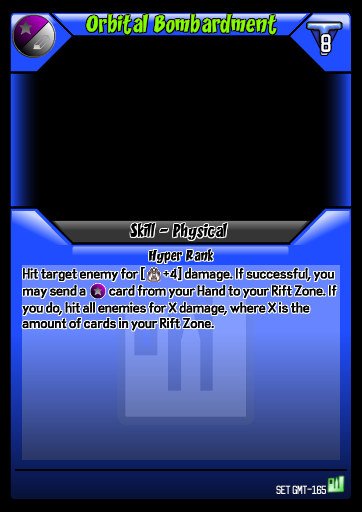 Orbital Bombardment
8
Skill - Physical
Hyper Rank
Hit target enemy for [ +4] damage. If successful, you
may send a card from your Hand to your Rift Zone. If
you do, hit all enemies for X damage, where X is the
amount of cards in your Rift Zone.
SET GMT-165